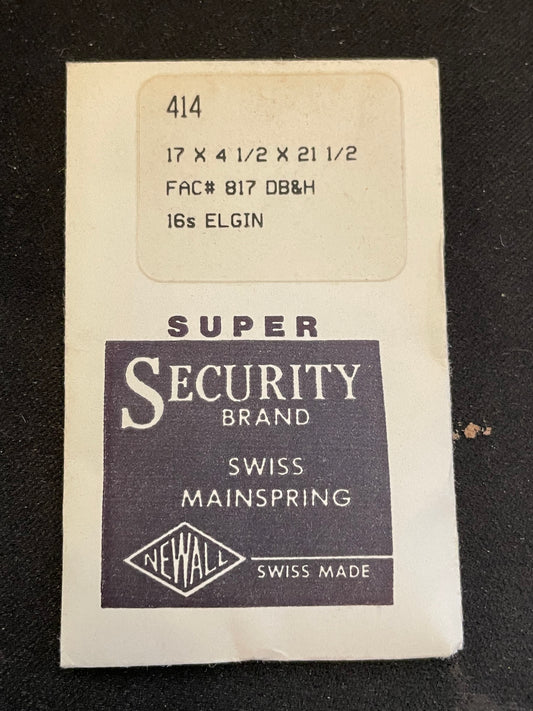 414
17 X 4 1/2 X 21 1/2
FAC# 817 DB&H
16s ELGIN
SUPER
SECURITY
BRAND
SWISS
MAINSPRING
NEWALL
SWISS MADE